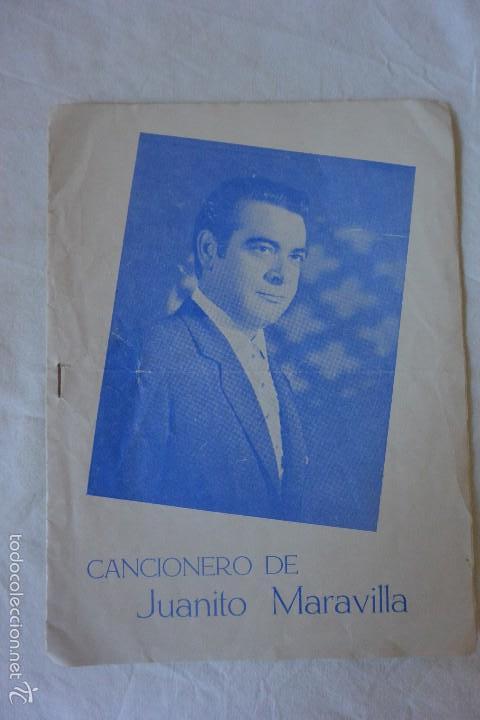 CANCIONERO DE
Juanito Maravilla
todocoleccion.net